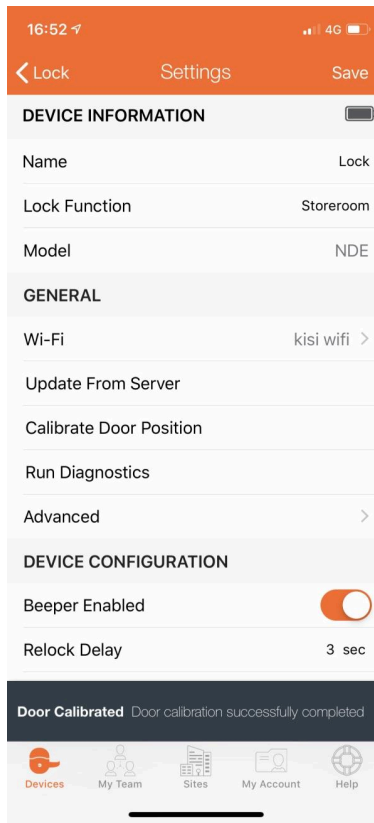 16:52 4G
Lock Settings Save
DEVICE INFORMATION
Name Lock
Lock Function Storeroom
Model NDE
GENERAL
Wi-Fi kisi wifi
Update From Server
Calibrate Door Position
Run Diagnostics
Advanced
DEVICE CONFIGURATION
Beeper Enabled
Relock Delay 3 sec
Door Calibrated Door calibration successfully completed
Devices My Team Sites My Account Help